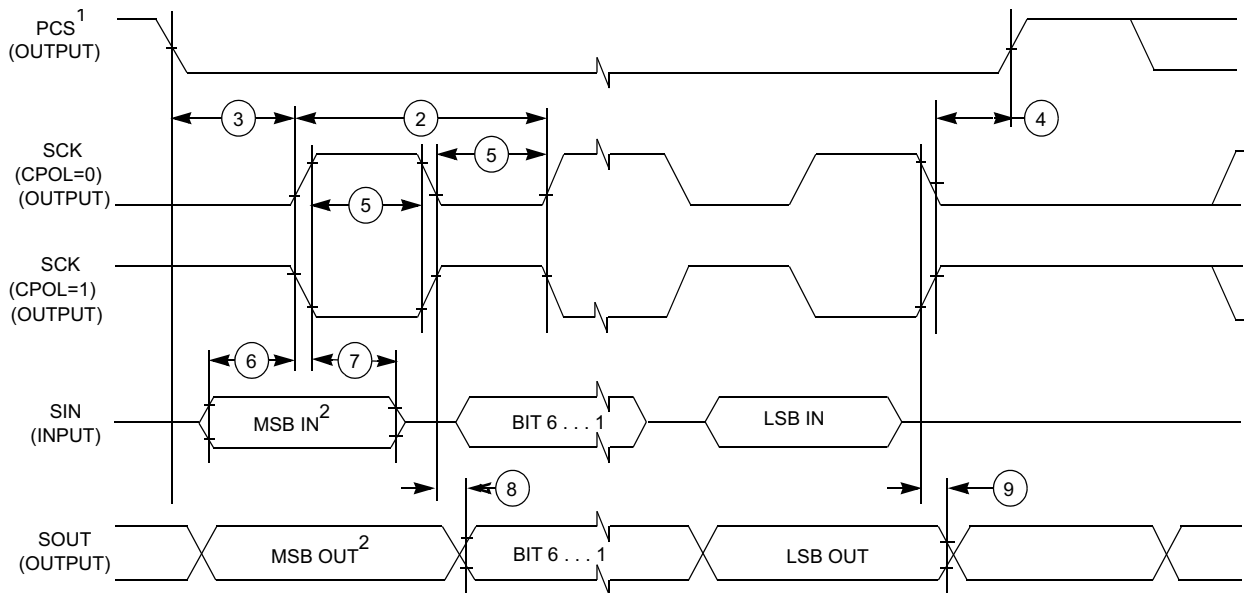 PCS1
(OUTPUT)
3
2
4
SCK
(CPOL=0)
(OUTPUT)
5
5
SCK
(CPOL=1)
(OUTPUT)
6
7
SIN
(INPUT)
MSB IN2
BIT 6 . . . 1
LSB IN
8
9
SOUT
(OUTPUT)
MSB OUT2
BIT 6 . . . 1
LSB OUT